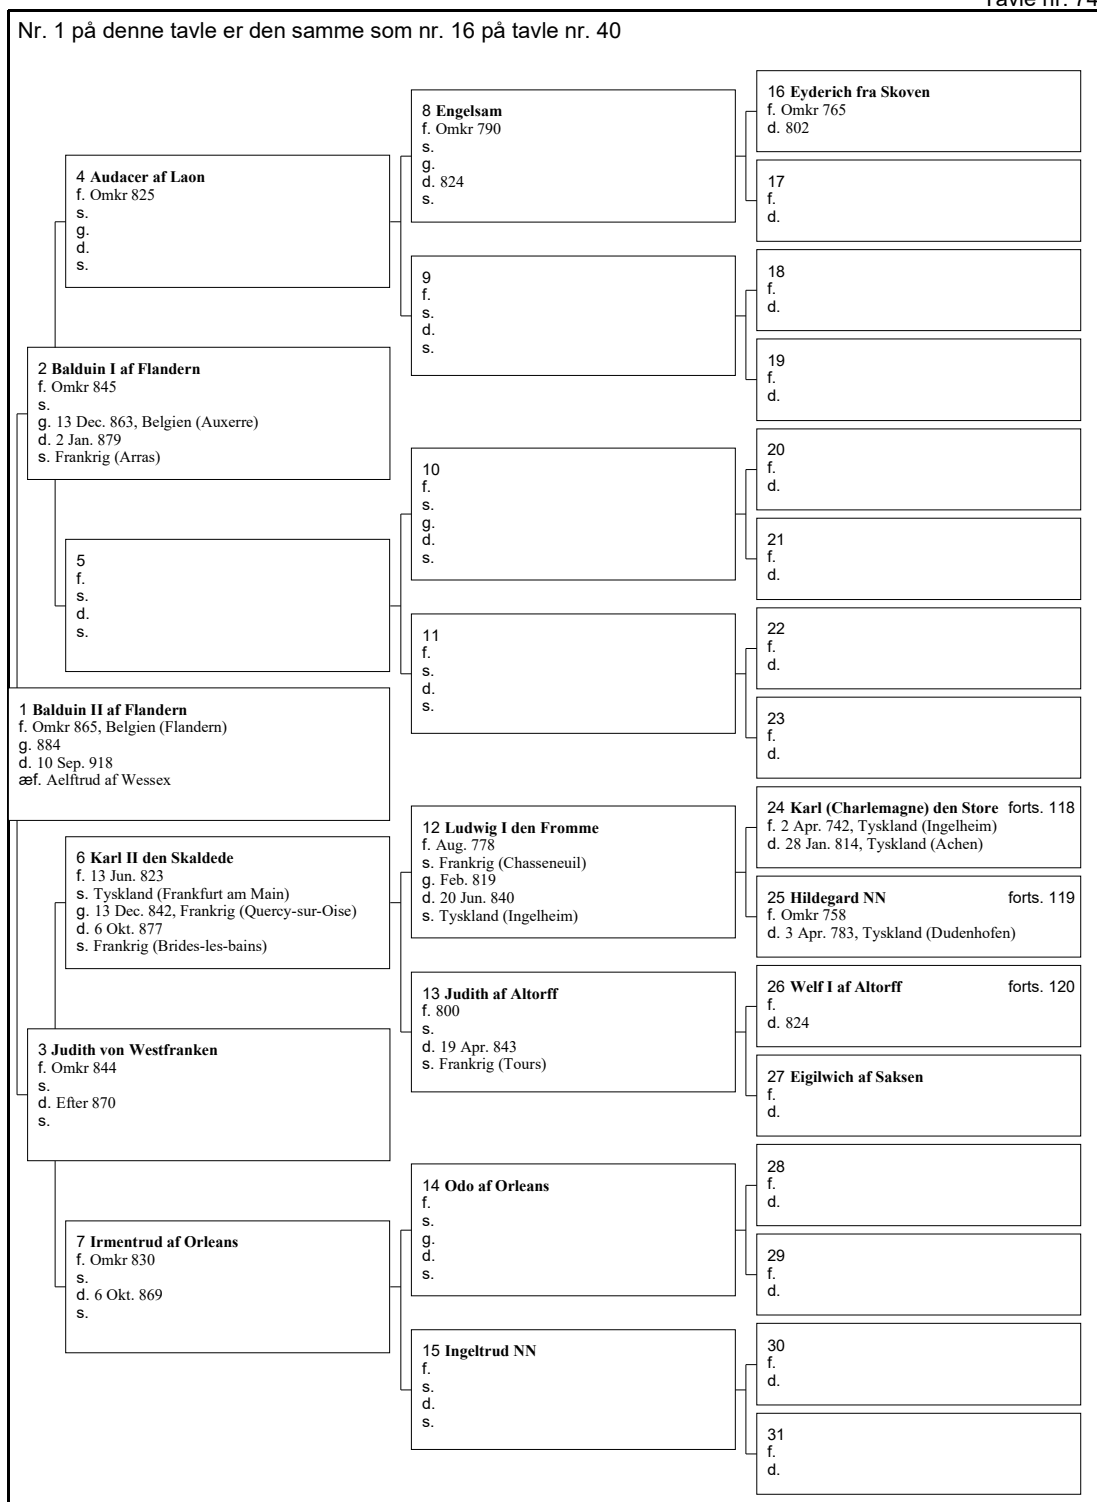 Tavle nr. 74
Nr. 1 på denne tavle er den samme som nr. 16 på tavle nr. 40
16 Eyderich fra Skoven
f. Omkr 765
d. 802
8 Engelsam
f. Omkr 790
s.
g.
d. 824
s.
17
f.
d.
4 Audacer af Laon
f. Omkr 825
s.
g.
d.
s.
18
f.
d.
9
f.
s.
d.
s.
19
f.
d.
2 Balduin I af Flandern
f. Omkr 845
s.
g. 13 Dec. 863, Belgien (Auxerre)
d. 2 Jan. 879
s. Frankrig (Arras)
20
f.
d.
10
f.
s.
g.
d.
s.
21
f.
d.
5
f.
s.
d.
s.
22
f.
d.
11
f.
s.
d.
s.
23
f.
d.
1 Balduin II af Flandern
f. Omkr 865, Belgien (Flandern)
g. 884
d. 10 Sep. 918
æf. Aelftrud af Wessex
24 Karl (Charlemagne) den Store forts. 118
f. 2 Apr. 742, Tyskland (Ingelheim)
d. 28 Jan. 814, Tyskland (Achen)
12 Ludwig I den Fromme
f. Aug. 778
s. Frankrig (Chasseneuil)
g. Feb. 819
d. 20 Jun. 840
s. Tyskland (Ingelheim)
25 Hildegard NN forts. 119
f. Omkr 758
d. 3 Apr. 783, Tyskland (Dudenhofen)
6 Karl II den Skaldede
f. 13 Jun. 823
s. Tyskland (Frankfurt am Main)
g. 13 Dec. 842, Frankrig (Quercy-sur-Oise)
d. 6 Okt. 877
s. Frankrig (Brides-les-bains)
26 Welf I af Altorff forts. 120
f.
d. 824
13 Judith af Altorff
f. 800
s.
d. 19 Apr. 843
s. Frankrig (Tours)
27 Eigilwich af Saksen
f.
d.
3 Judith von Westfranken
f. Omkr 844
s.
d. Efter 870
s.
28
f.
d.
14 Odo af Orleans
f.
s.
g.
d.
s.
29
f.
d.
7 Irmentrud af Orleans
f. Omkr 830
s.
d. 6 Okt. 869
s.
30
f.
d.
15 Ingeltrud NN
f.
s.
d.
s.
31
f.
d.